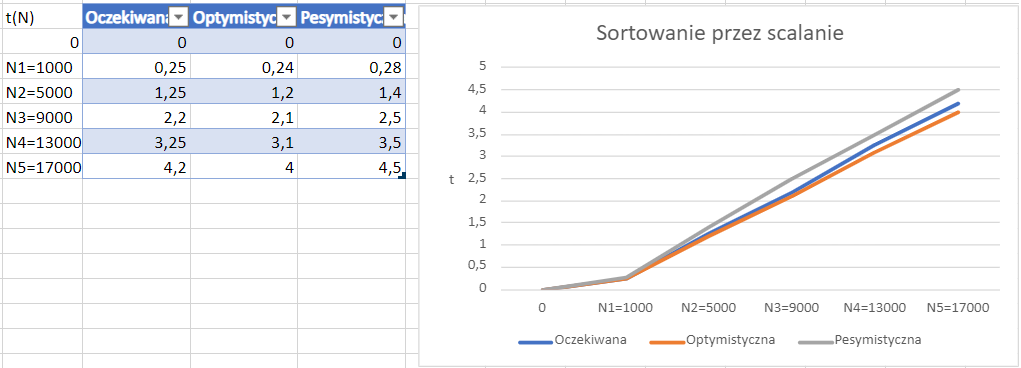 t(N) Oczekiwana Optymistyc Pesymistycz
0 0 0 0
N1=1000 0,25 0,24 0,28
N2=5000 1,25 1,2 1,4
N3=9000 2,2 2,1 2,5
N4=13000 3,25 3,1 3,5
N5=17000 4,2 4 4,5
Sortowanie przez scalanie
5
4,5
4
3,5
3
t 2,5
2
1,5
1
0,5
0
0 N1=1000 N2=5000 N3=9000 N4=13000 N5=17000
Oczekiwana Optymistyczna Pesymistyczna